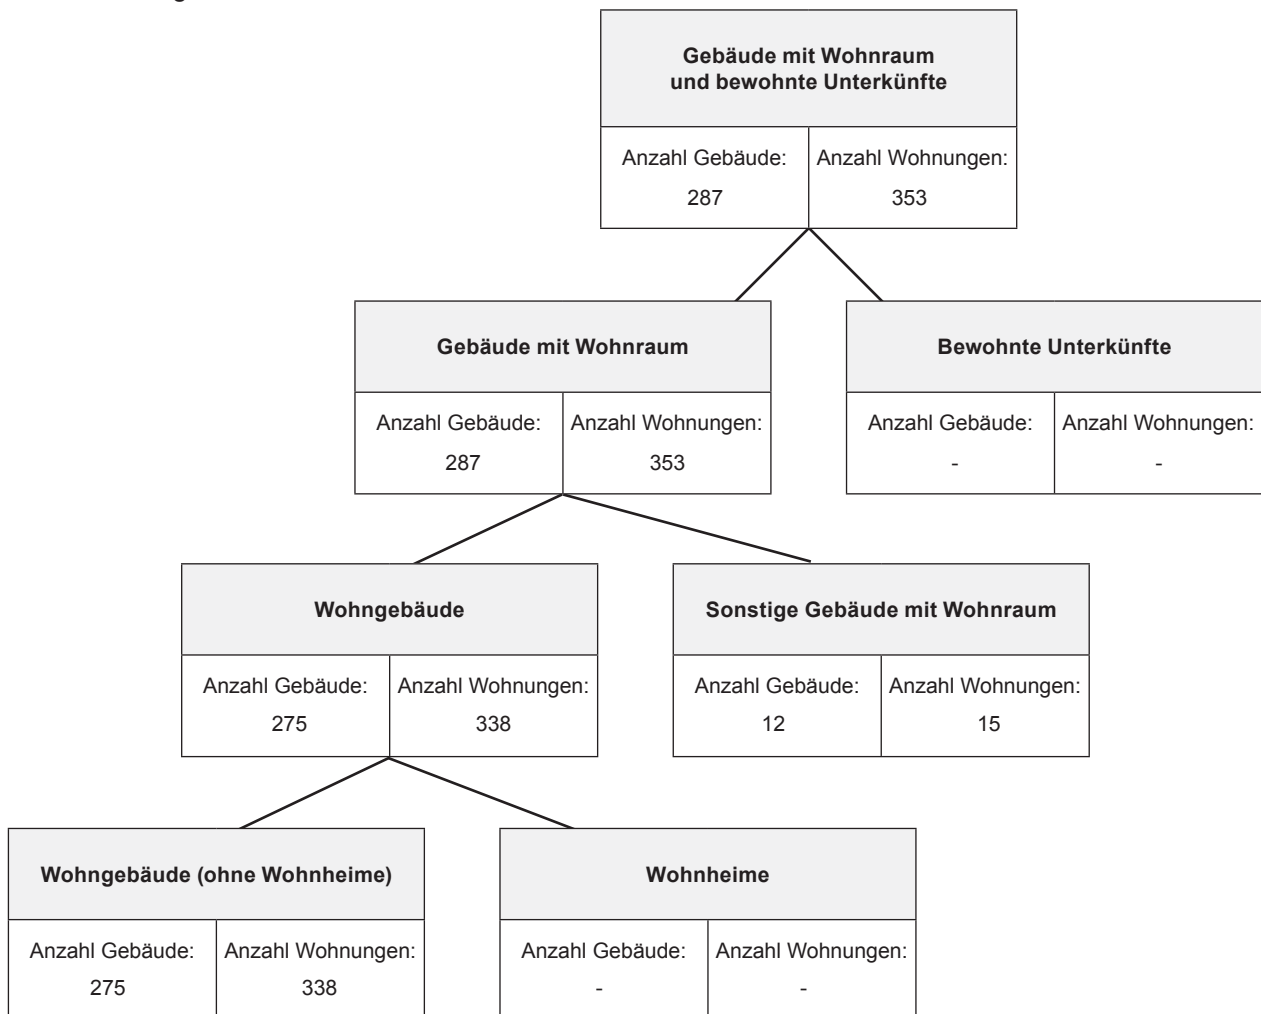 Gebäude mit Wohnraum
und bewohnte Unterkünfte
Anzahl Gebäude: Anzahl Wohnungen:
287 353
Gebäude mit Wohnraum Bewohnte Unterkünfte
Anzahl Gebäude: Anzahl Wohnungen: Anzahl Gebäude: Anzahl Wohnungen:
287 353 - -
Wohngebäude Sonstige Gebäude mit Wohnraum
Anzahl Gebäude: Anzahl Wohnungen: Anzahl Gebäude: Anzahl Wohnungen:
275 338 12 15
Wohngebäude (ohne Wohnheime) Wohnheime
Anzahl Gebäude: Anzahl Wohnungen: Anzahl Gebäude: Anzahl Wohnungen:
275 338 - -